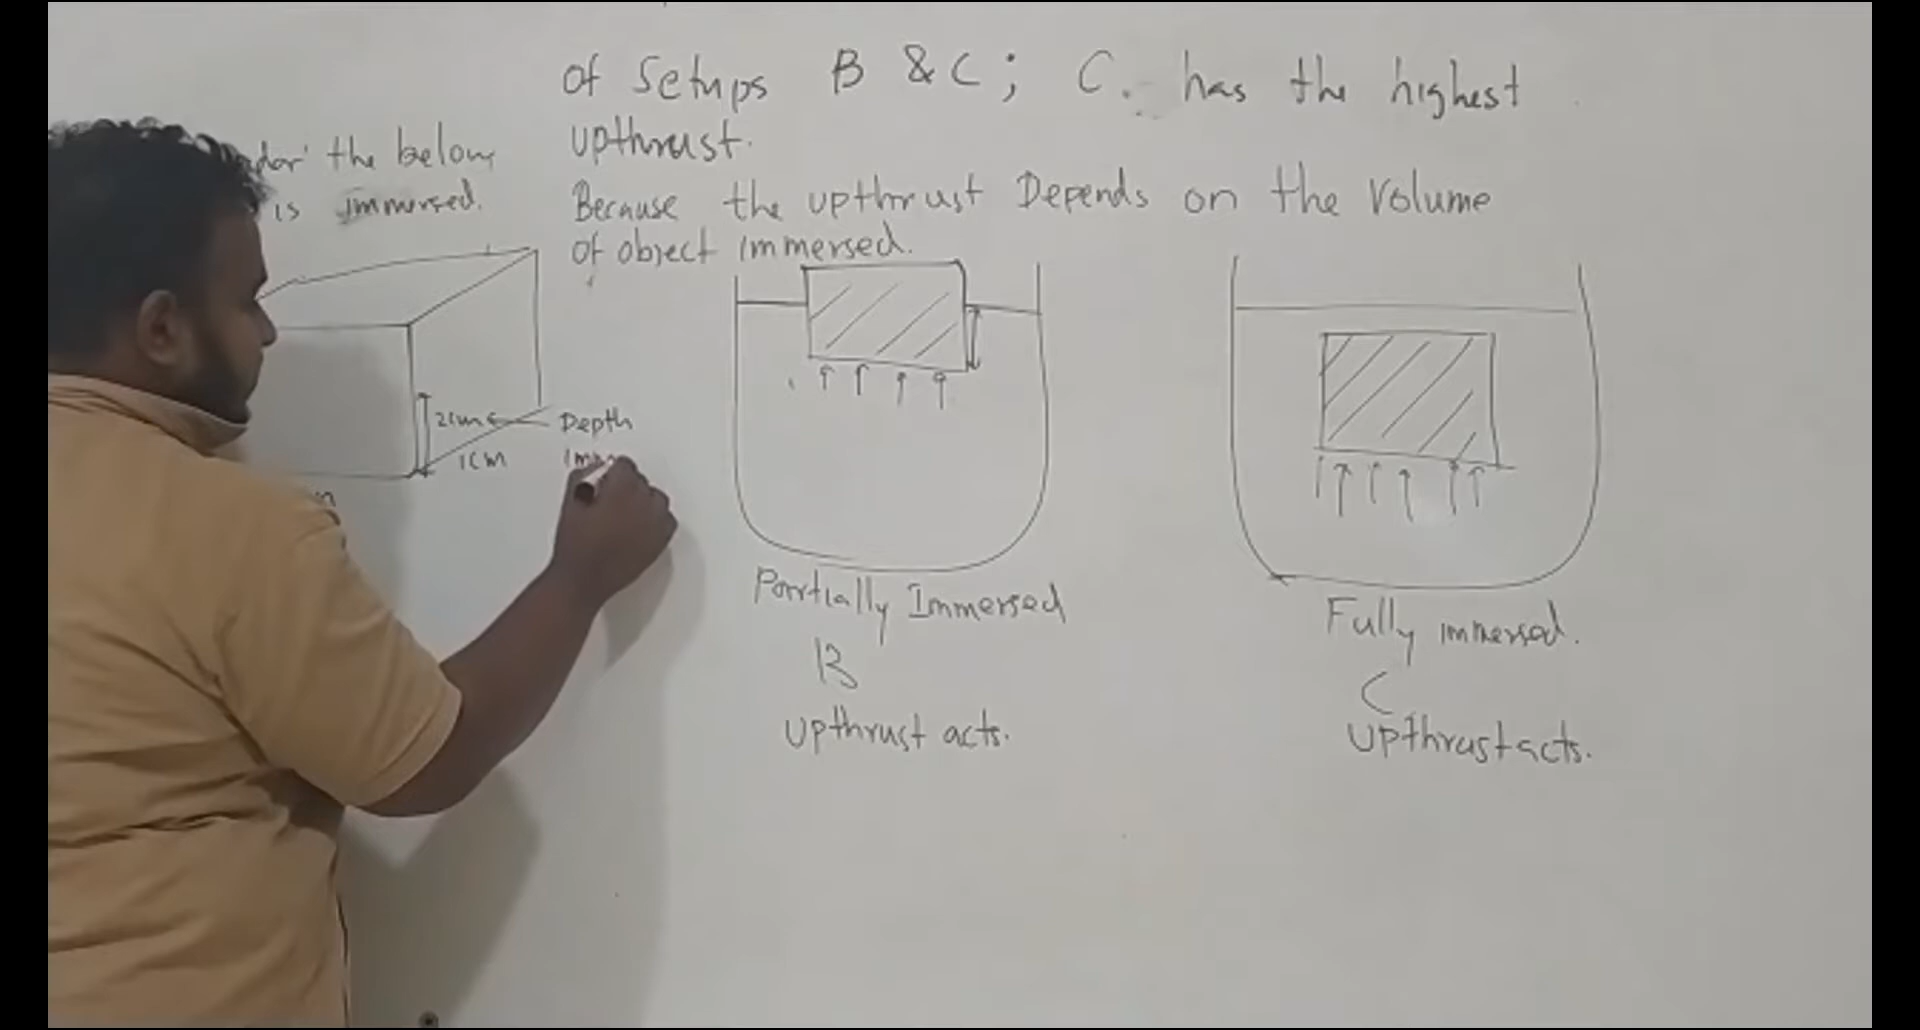 Of Setups B & C; C. has the highest
upthrust.
Because the upthrust Depends on the Volume
of object immersed.
the below
is immersed.
2cm
Depth
1cm
Partially Immersed
B
Upthrust acts.
Fully immersed.
C
Upthrust acts.